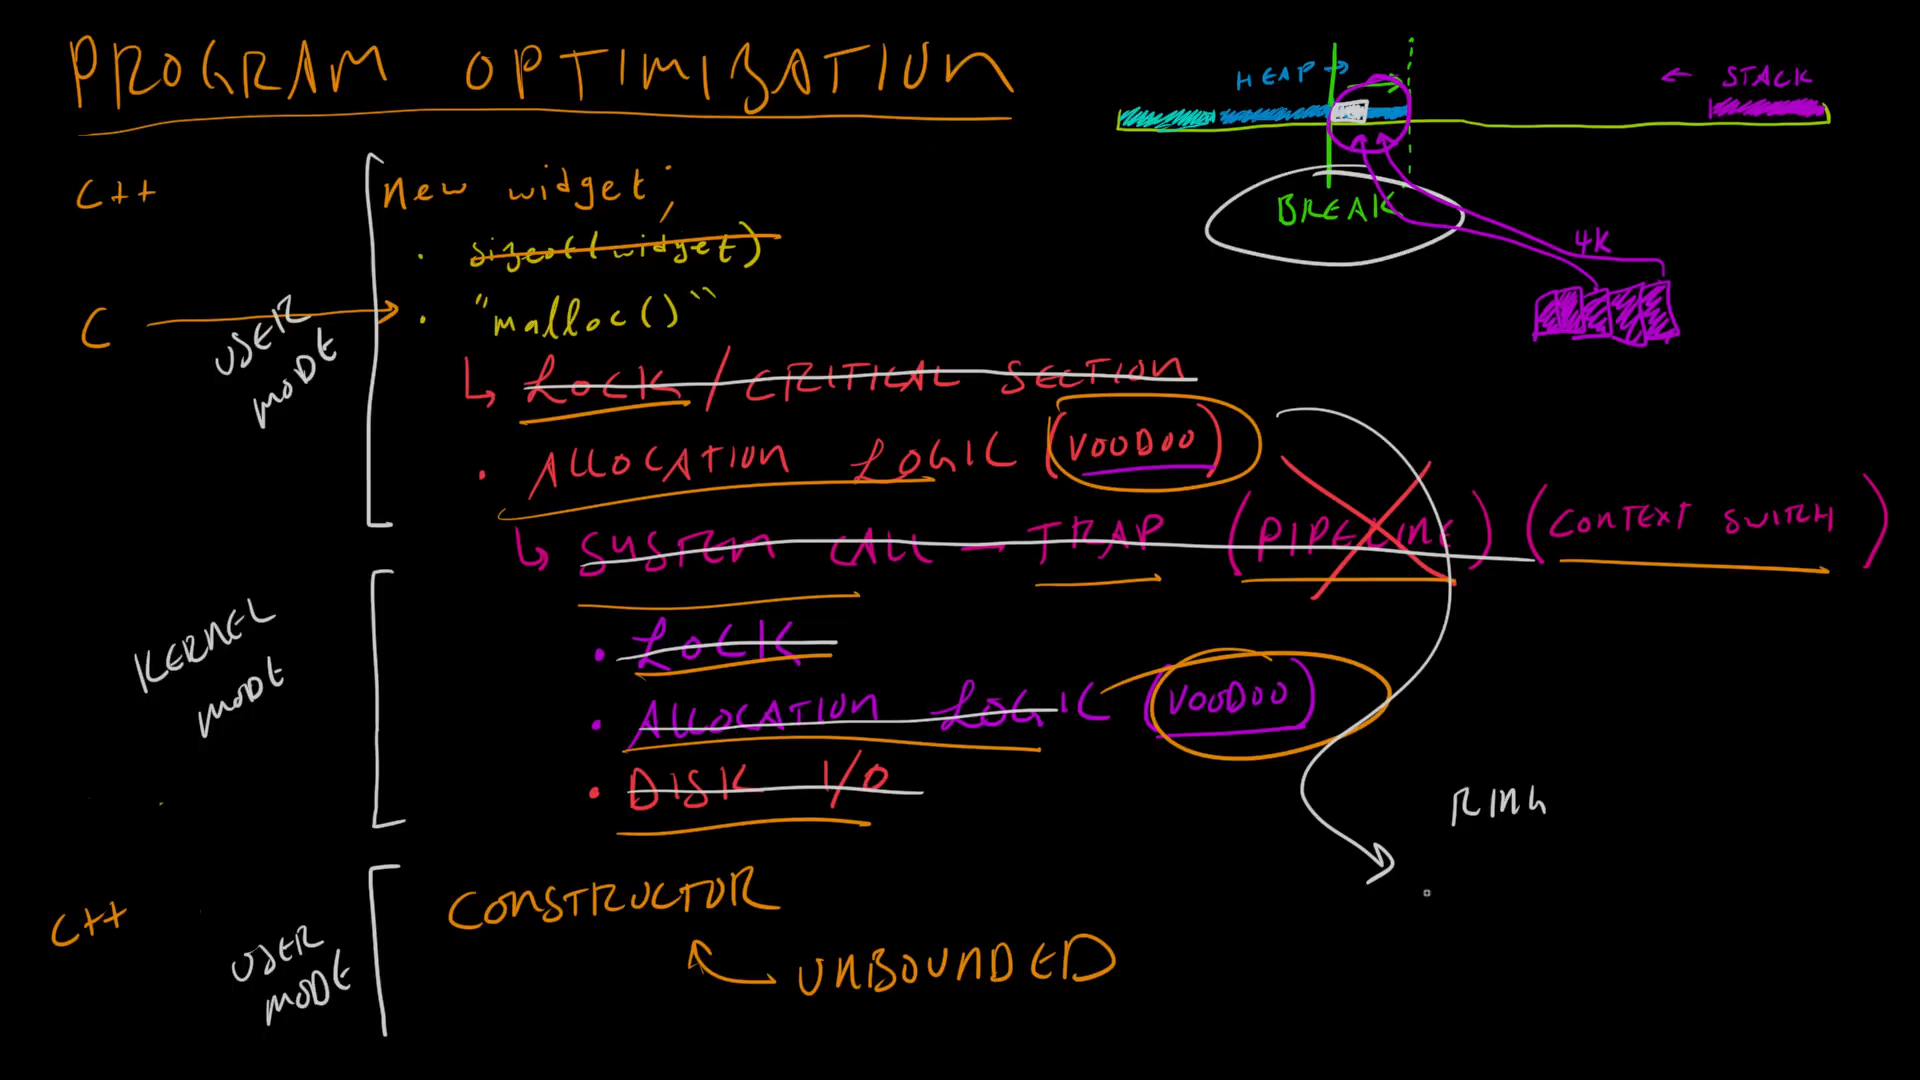 PROGRAM OPTIMIZATION
HEAP → ← STACK
BREAK
4K
C++
new widget;
• sizeof(widget)
C
• "malloc()"
USER MODE
↳ LOCK / CRITICAL SECTION
• ALLOCATION LOGIC (VOODOO)
↳ SYSTEM CALL — TRAP (PIPELINE) (CONTEXT SWITCH)
KERNEL MODE
• LOCK
• ALLOCATION LOGIC (VOODOO)
• DISK I/O
RING
C++
CONSTRUCTOR
USER MODE
UNBOUNDED